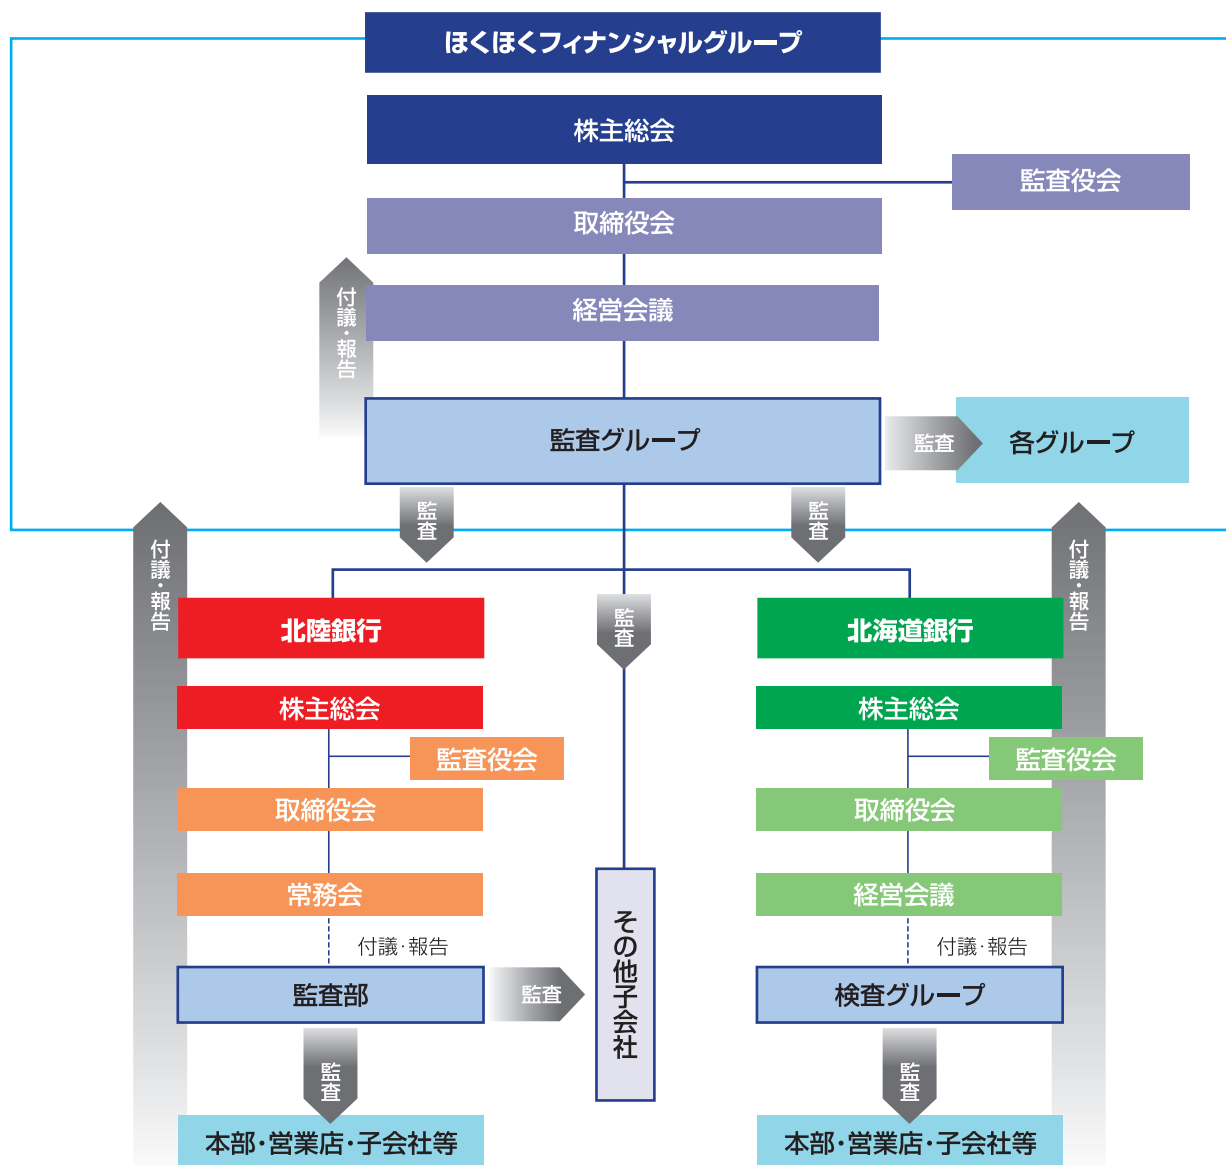 ほくほくフィナンシャルグループ
株主総会
監査役会
取締役会
経営会議
付議・報告
監査グループ
監査
各グループ
監査
監査
付議・報告
付議・報告
監査
北陸銀行
北海道銀行
株主総会
株主総会
監査役会
監査役会
取締役会
取締役会
常務会
経営会議
その他子会社
付議・報告
付議・報告
監査部
監査
検査グループ
監査
監査
本部・営業店・子会社等
本部・営業店・子会社等